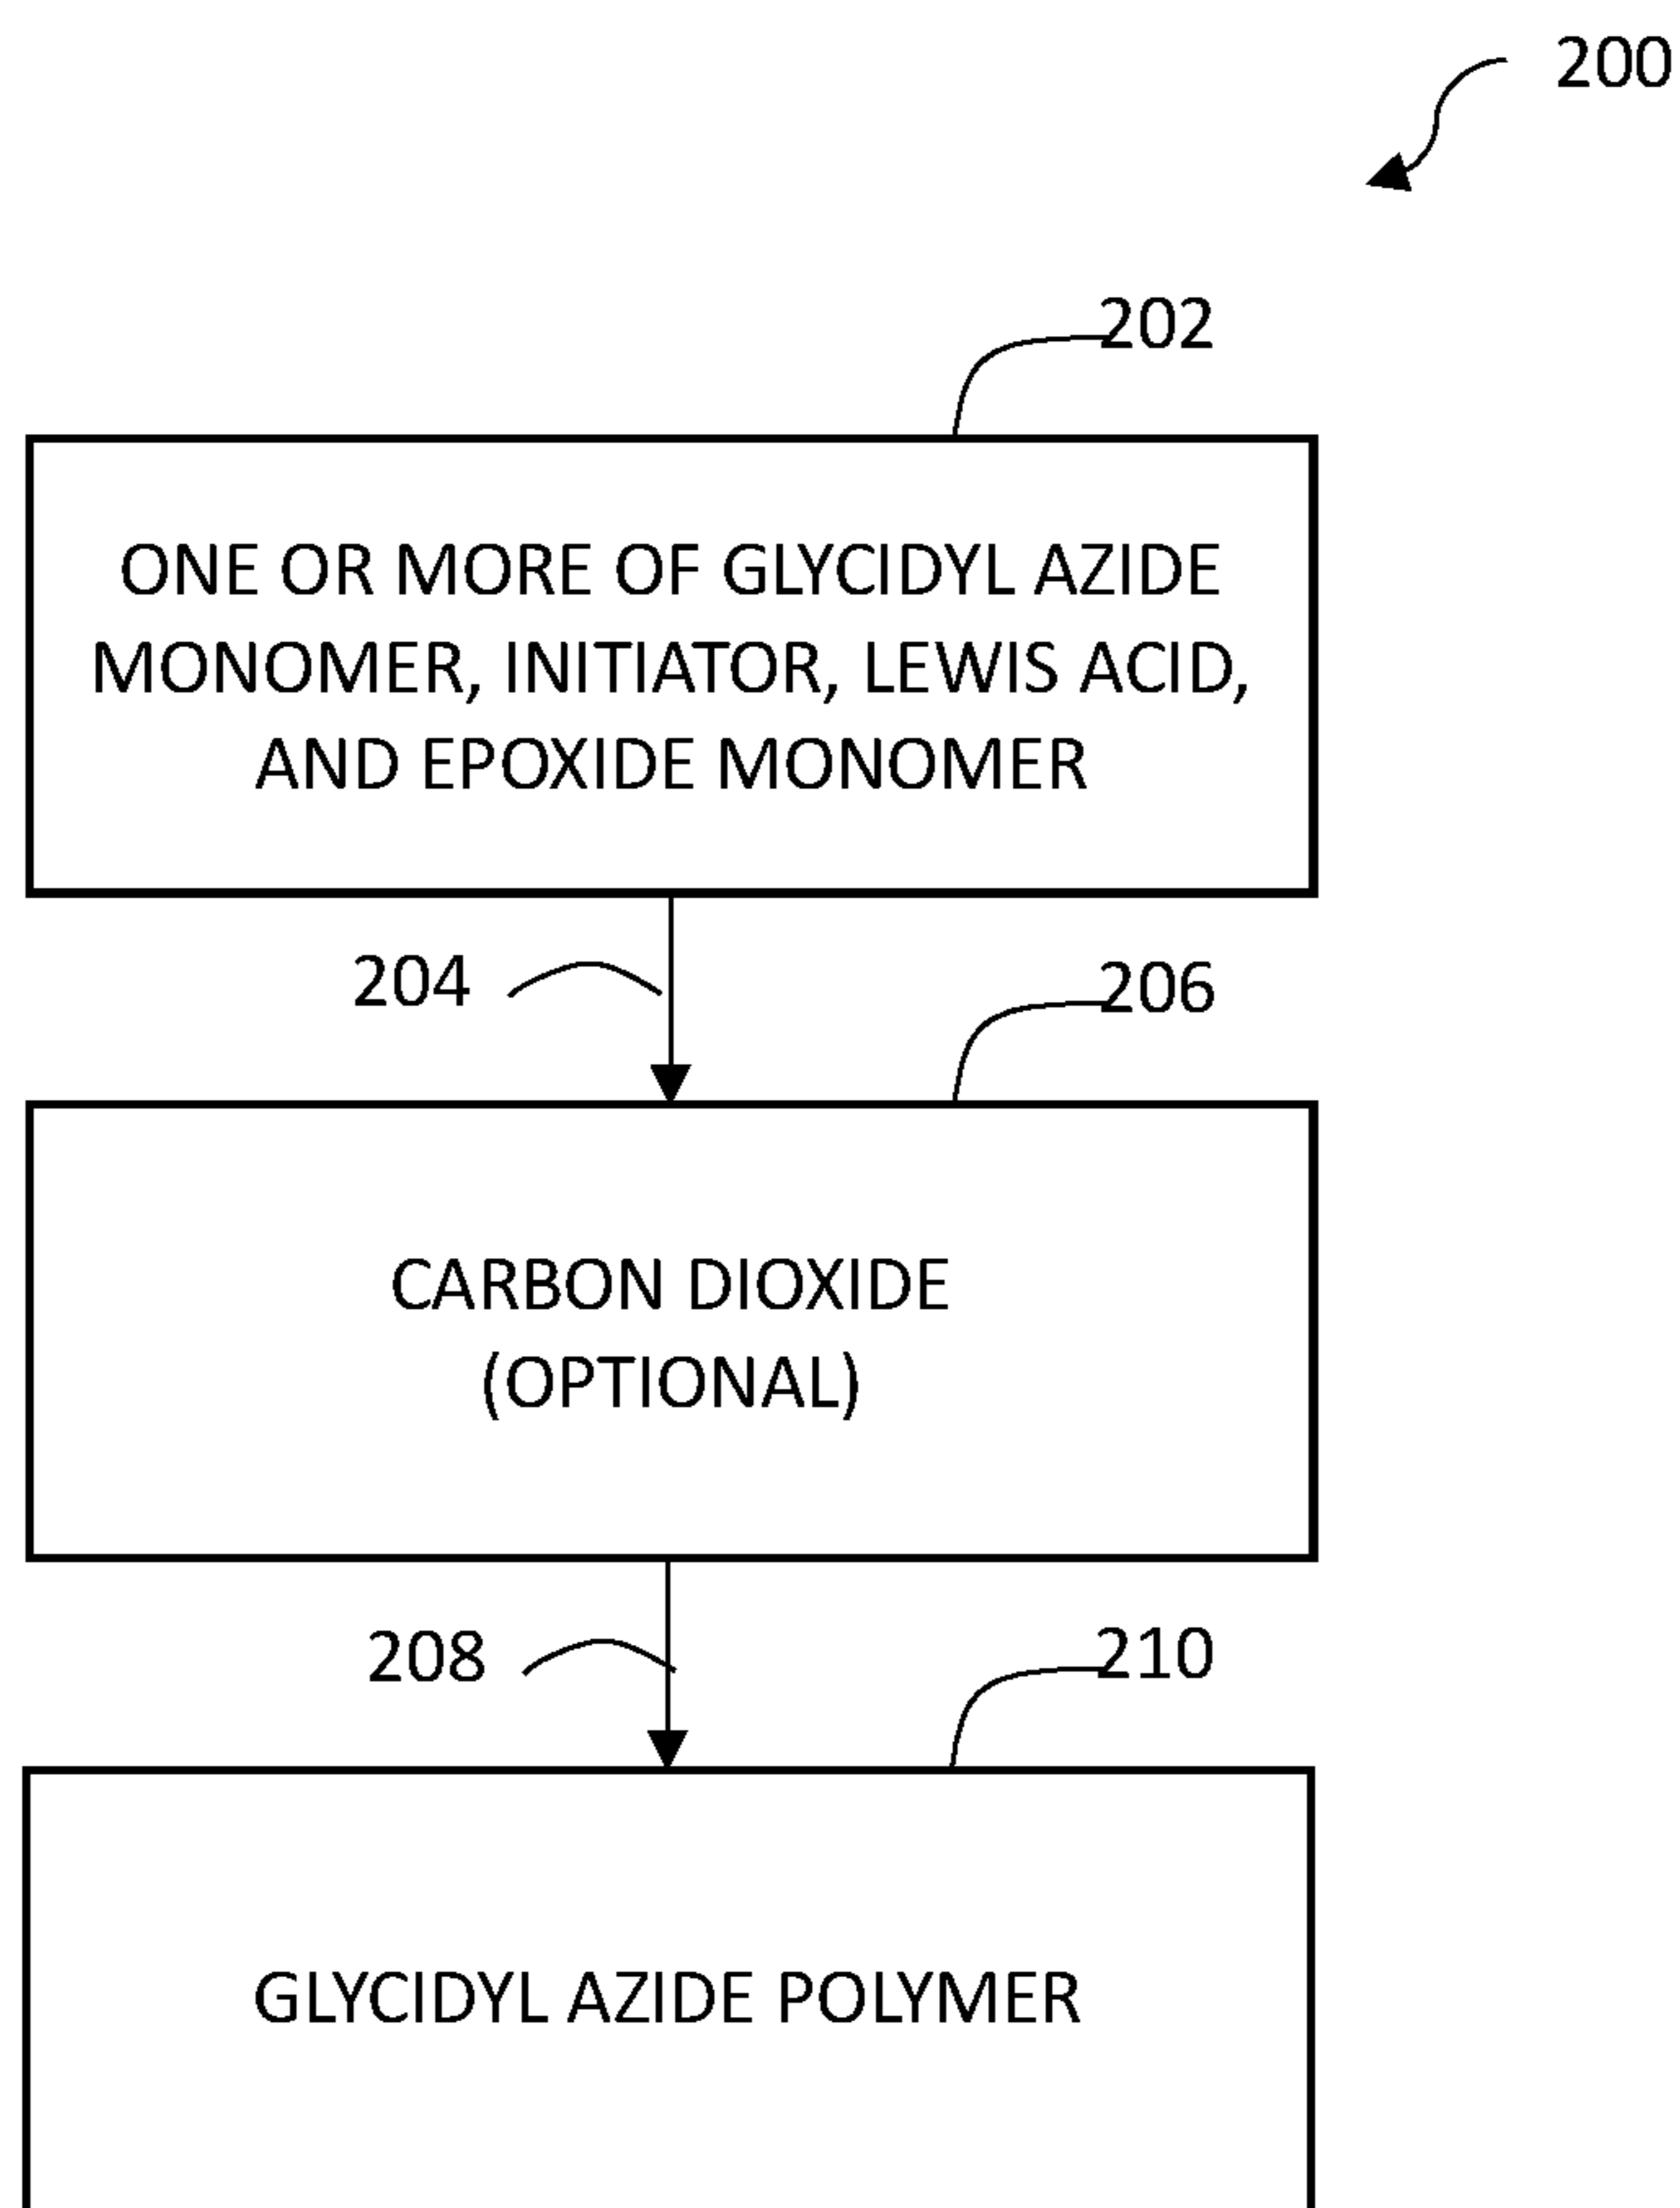 200
202
ONE OR MORE OF GLYCIDYL AZIDE
MONOMER, INITIATOR, LEWIS ACID,
AND EPOXIDE MONOMER
204
206
CARBON DIOXIDE
(OPTIONAL)
208
210
GLYCIDYL AZIDE POLYMER